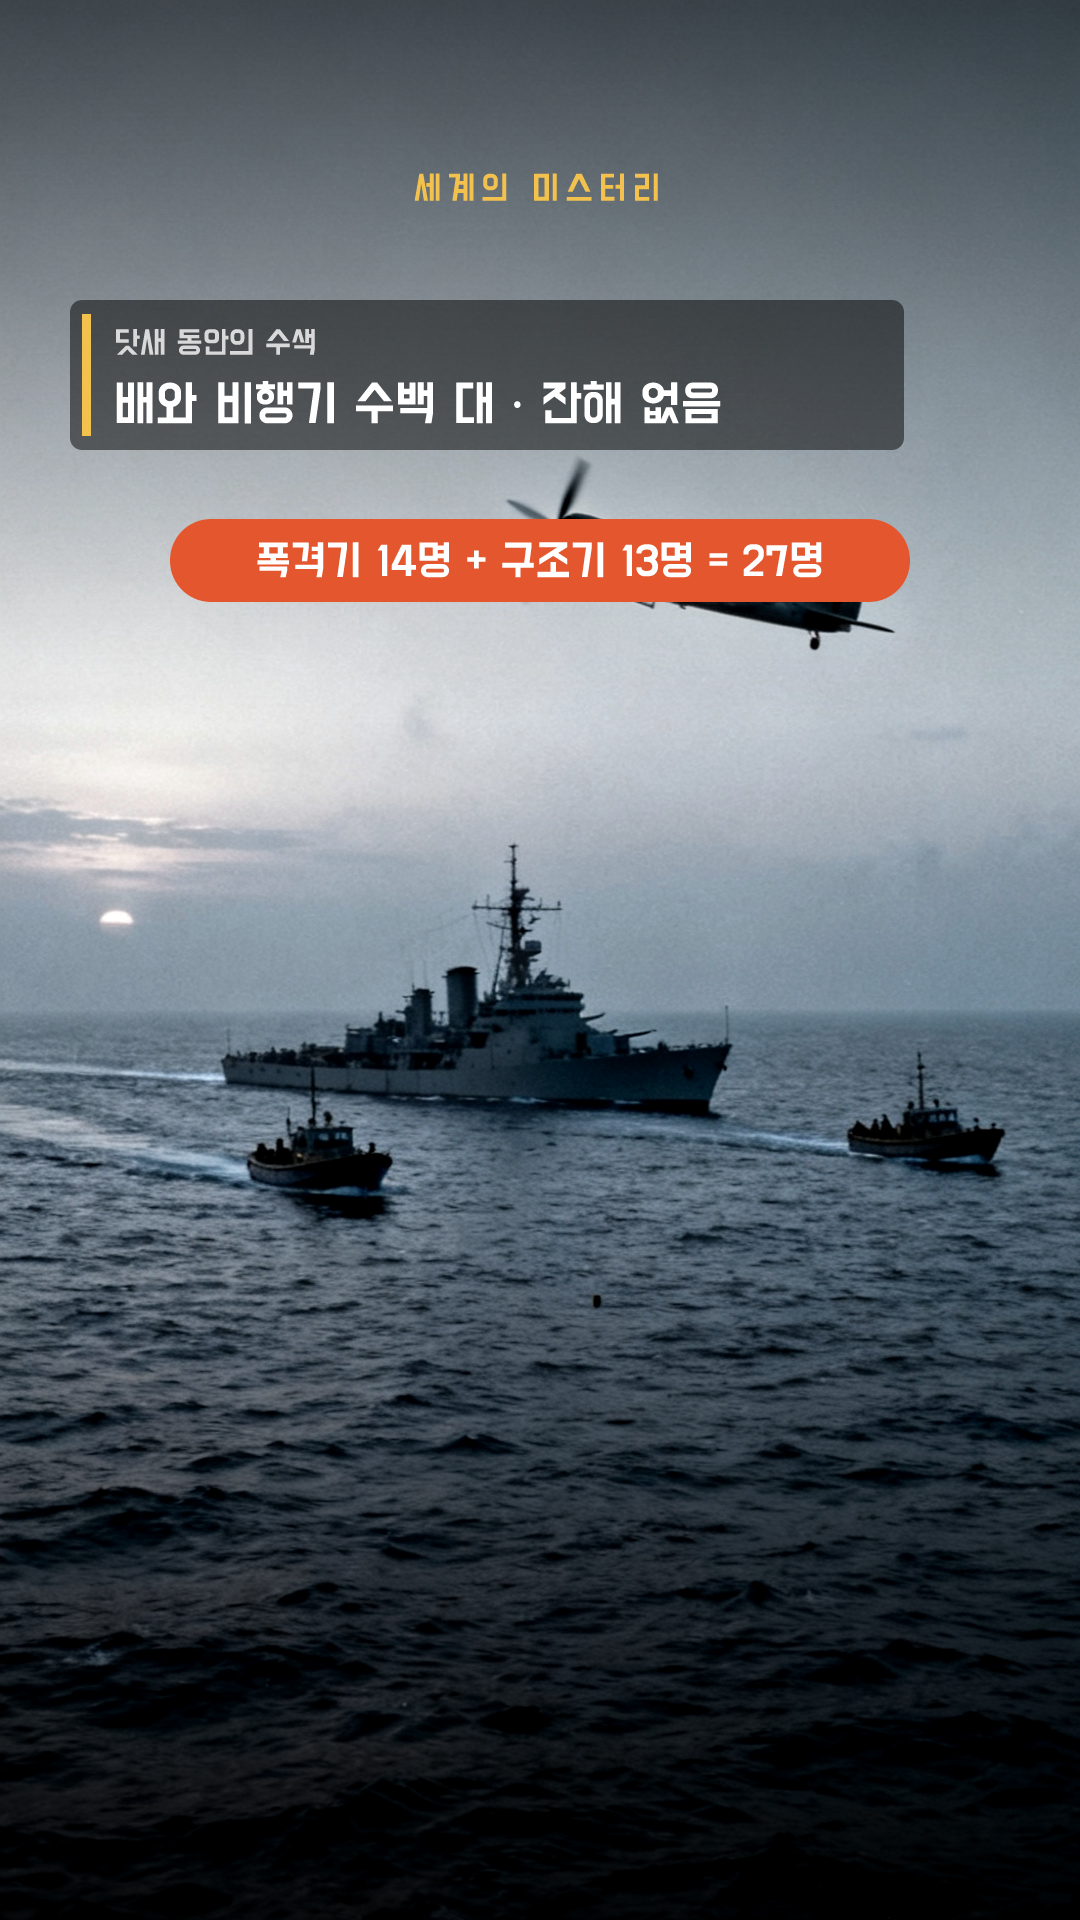 세계의 미스터리
닷새 동안의 수색
배와 비행기 수백 대 · 잔해 없음
폭격기 14명 + 구조기 13명 = 27명